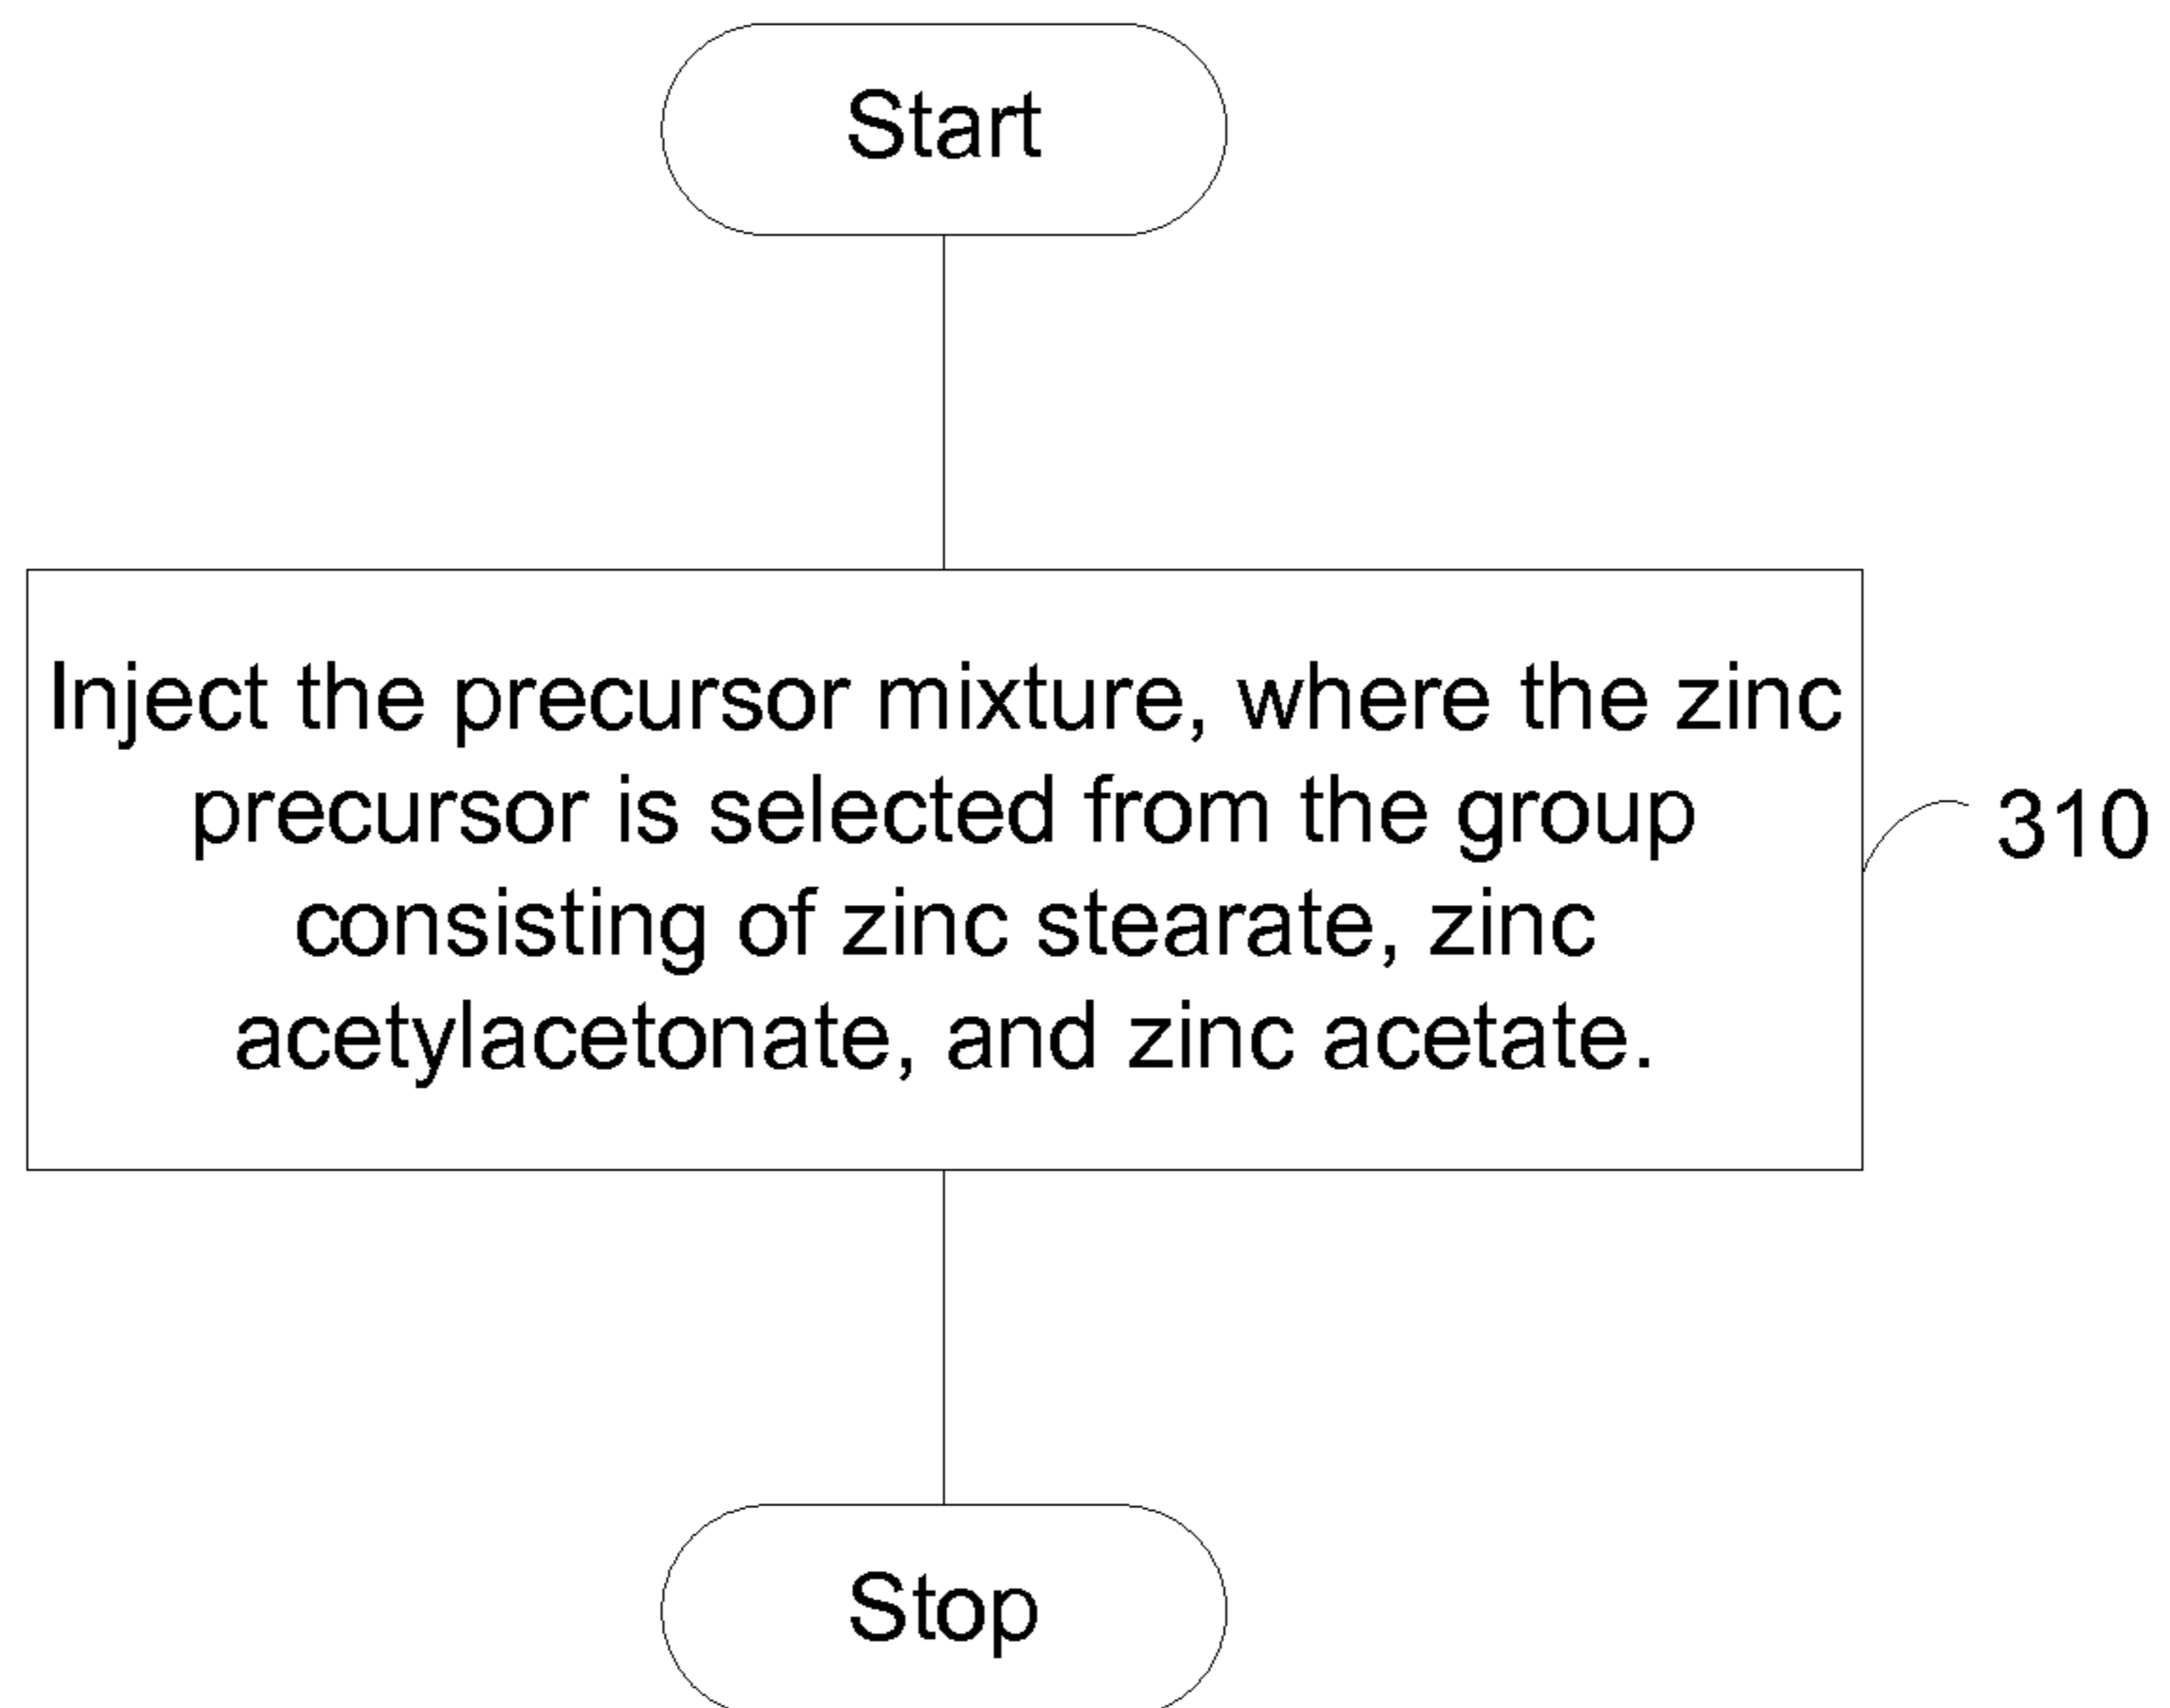 Start
Inject the precursor mixture, where the zinc
precursor is selected from the group
consisting of zinc stearate, zinc
acetylacetonate, and zinc acetate.
310
Stop